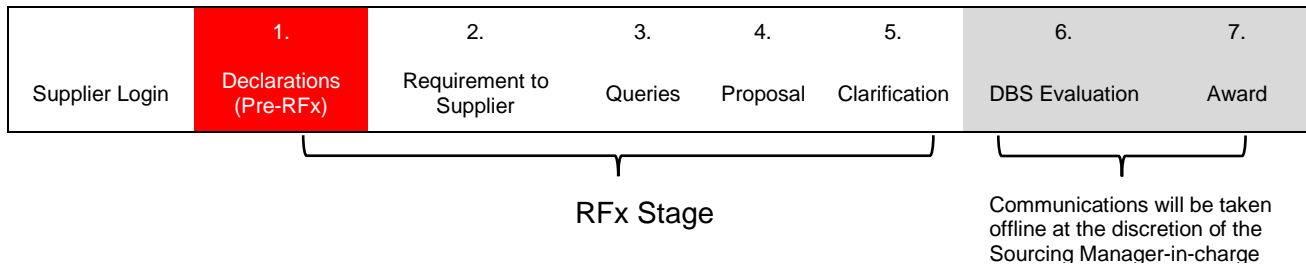 1.
2.
3.
4.
5.
6.
7.
Supplier Login
Declarations
(Pre-RFx)
Requirement to
Supplier
Queries
Proposal
Clarification
DBS Evaluation
Award
RFx Stage
Communications will be taken
offline at the discretion of the
Sourcing Manager-in-charge